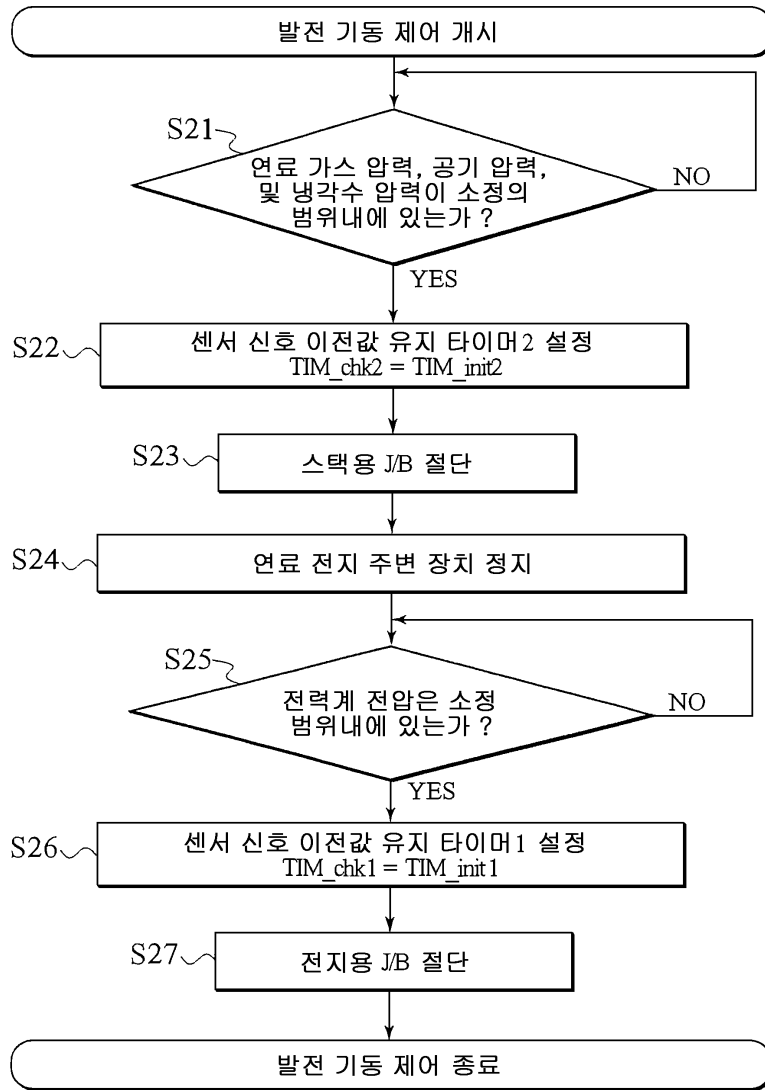 발전 기동 제어 개시
S21
연료 가스 압력, 공기 압력,
및 냉각수 압력이 소정의
범위내에 있는가 ?
NO
YES
S22
센서 신호 이전값 유지 타이머2 설정
TIM_chk2 = TIM_init2
S23
스택용 J/B 절단
S24
연료 전지 주변 장치 정지
S25
전력계 전압은 소정
범위내에 있는가 ?
NO
YES
S26
센서 신호 이전값 유지 타이머1 설정
TIM_chk1 = TIM_init1
S27
전지용 J/B 절단
발전 기동 제어 종료